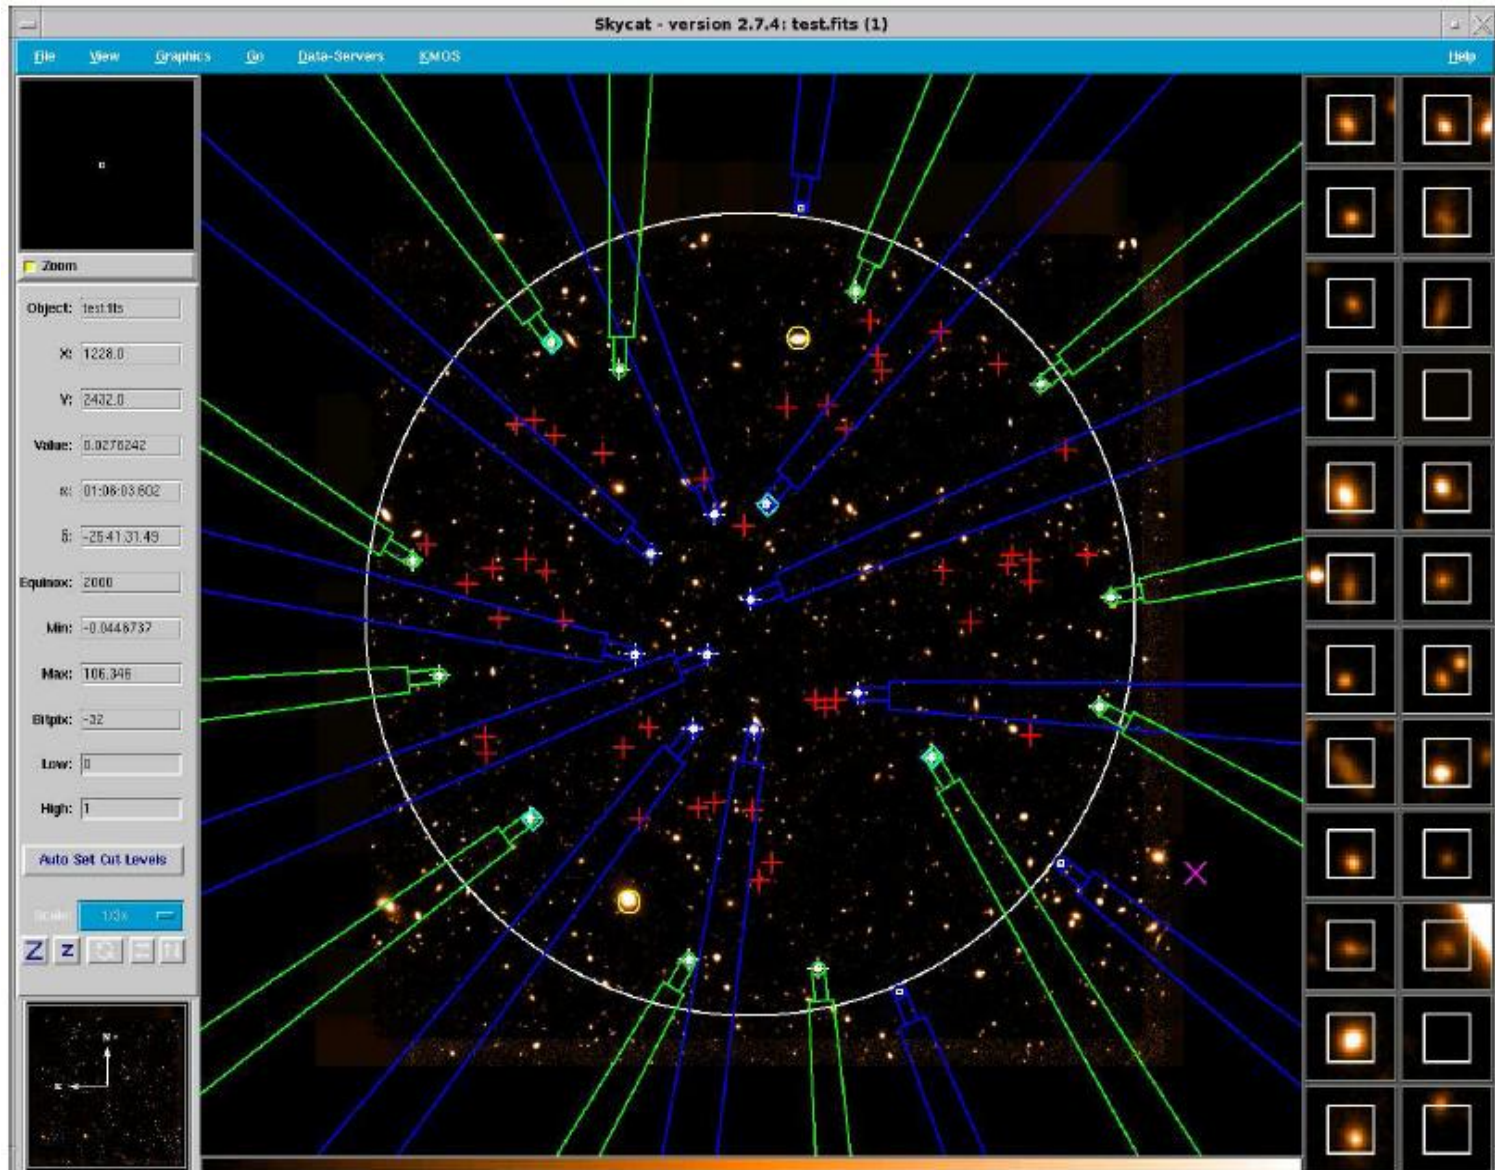 Skycat - version 2.7.4: test.fits (1)
File View Graphics Go Data-Servers KMOS Help
Zoom
Object: test.fits
X: 1228.0
Y: 2432.0
Value: 0.0276242
α: 01:06:03.602
δ: -25:41:31.49
Equinox: 2000
Min: -0.0446737
Max: 106.346
Bitpix: -32
Low: 0
High: 1
Auto Set Cut Levels
Scale: 1/3x
Z z
N
E